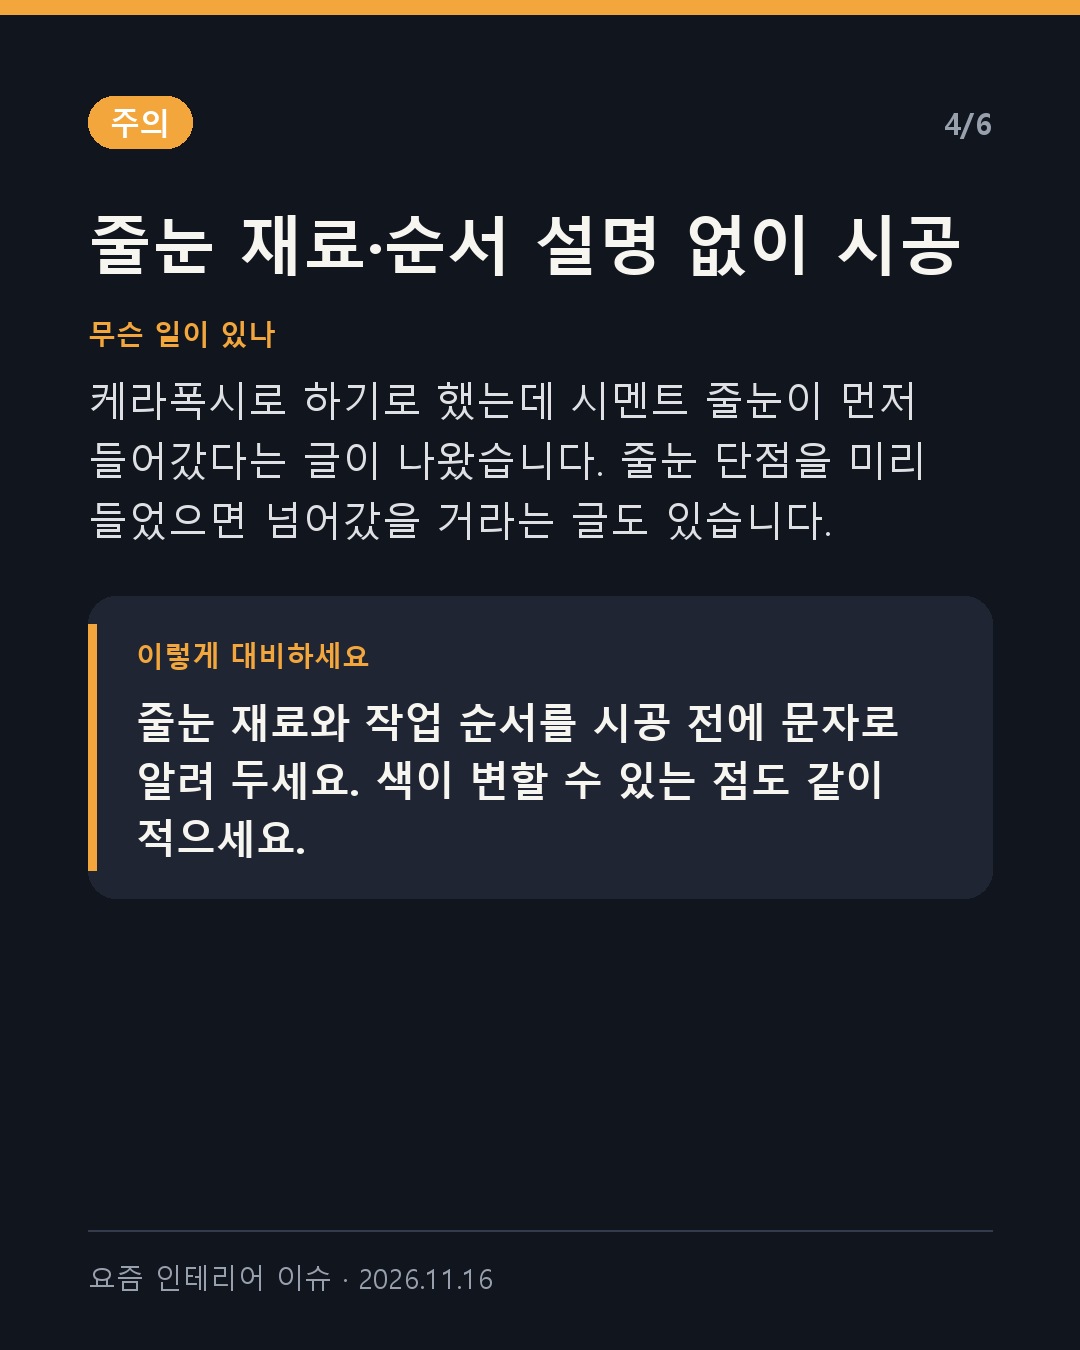 주의
4/6
줄눈 재료·순서 설명 없이 시공
무슨 일이 있나
케라폭시로 하기로 했는데 시멘트 줄눈이 먼저
들어갔다는 글이 나왔습니다. 줄눈 단점을 미리
들었으면 넘어갔을 거라는 글도 있습니다.
이렇게 대비하세요
줄눈 재료와 작업 순서를 시공 전에 문자로
알려 두세요. 색이 변할 수 있는 점도 같이
적으세요.
요즘 인테리어 이슈 · 2026.11.16